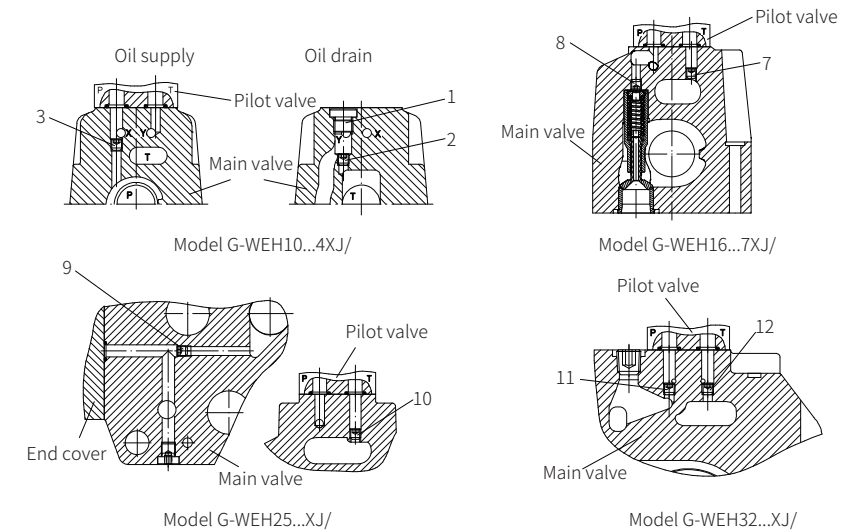 Oil supply
Oil drain
P
T
Pilot valve
3
X
Y
T
P
Main valve
1
Y
X
2
T
Model G-WEH10...4XJ/
Pilot valve
P
T
8
7
Main valve
Model G-WEH16...7XJ/
9
End cover
Main valve
Pilot valve
P
T
10
Model G-WEH25...XJ/
Pilot valve
P
T
12
11
Main valve
Model G-WEH32...XJ/